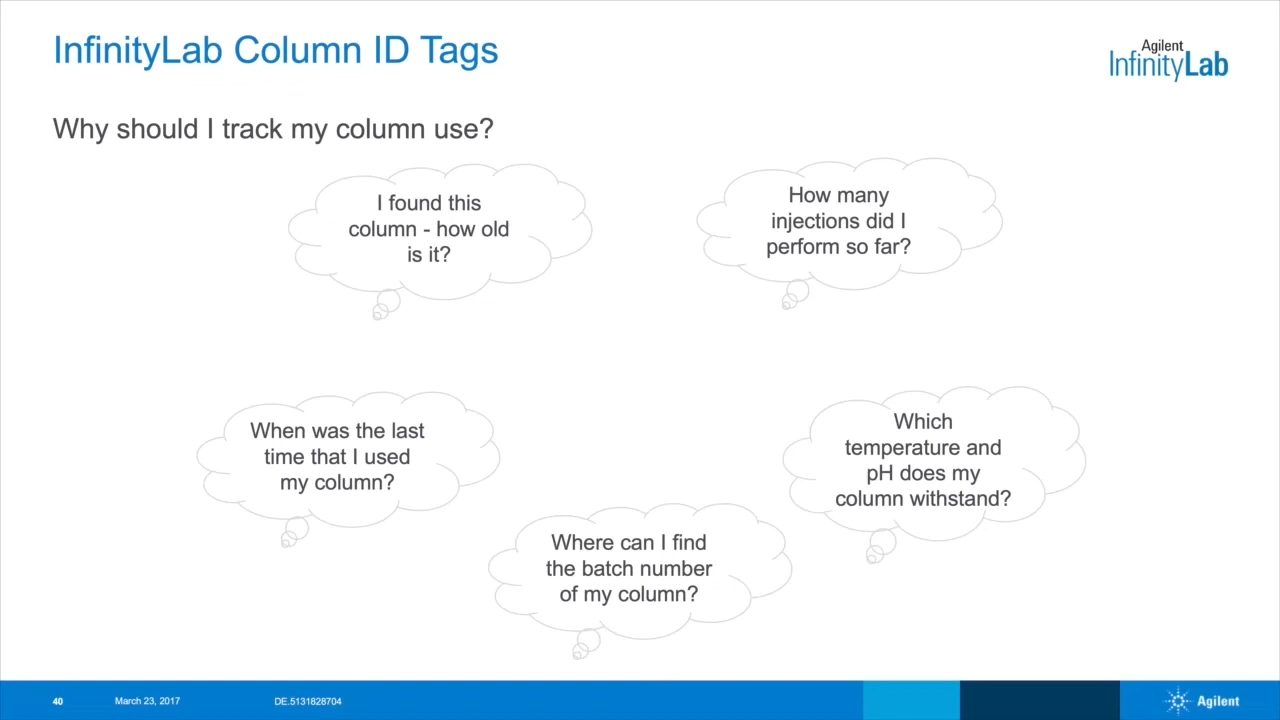 InfinityLab Column ID Tags
Agilent
InfinityLab
Why should I track my column use?
I found this
column - how old
is it?
How many
injections did I
perform so far?
When was the last
time that I used
my column?
Which
temperature and
pH does my
column withstand?
Where can I find
the batch number
of my column?
40
March 23, 2017
DE.5131828704
Agilent